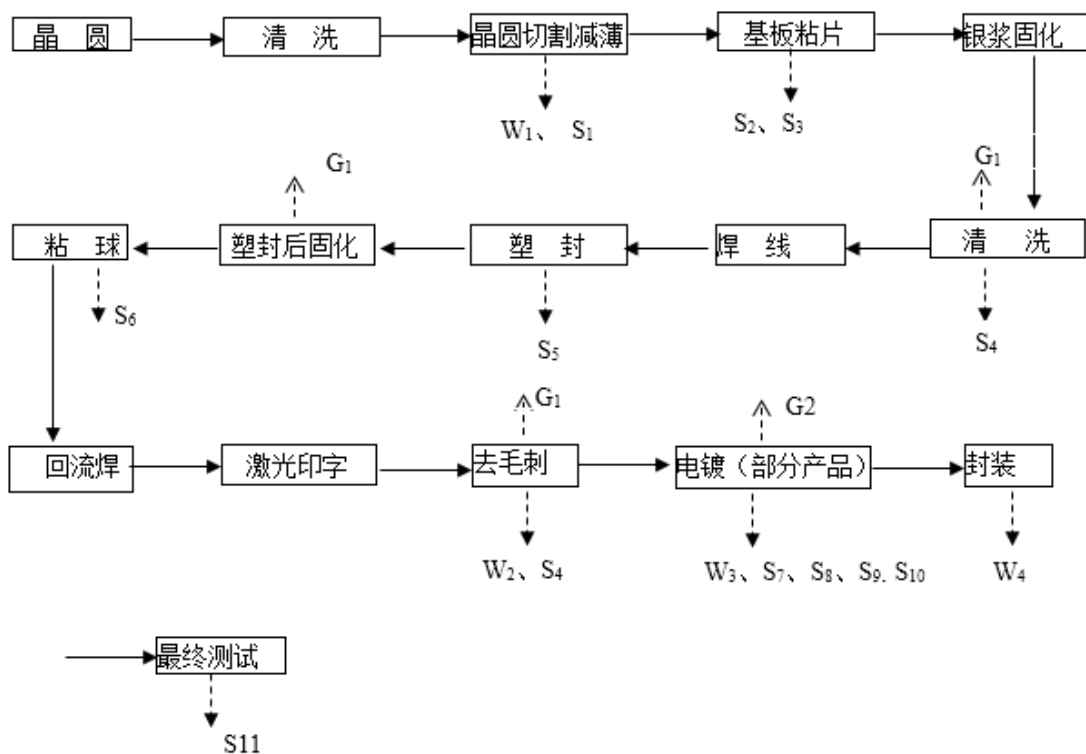 晶 圆 清 洗 晶圆切割减薄 基板粘片 银浆固化
W₁、 S₁ S₂、S₃
G₁ G₁
粘 球 塑封后固化 塑 封 焊 线 清 洗
S₆ S₅ S₄
G₁ G2
回流焊 激光印字 去毛刺 电镀（部分产品） 封装
W₂、S₄ W₃、S₇、S₈、S₉. S₁₀ W₄
最终测试
S11